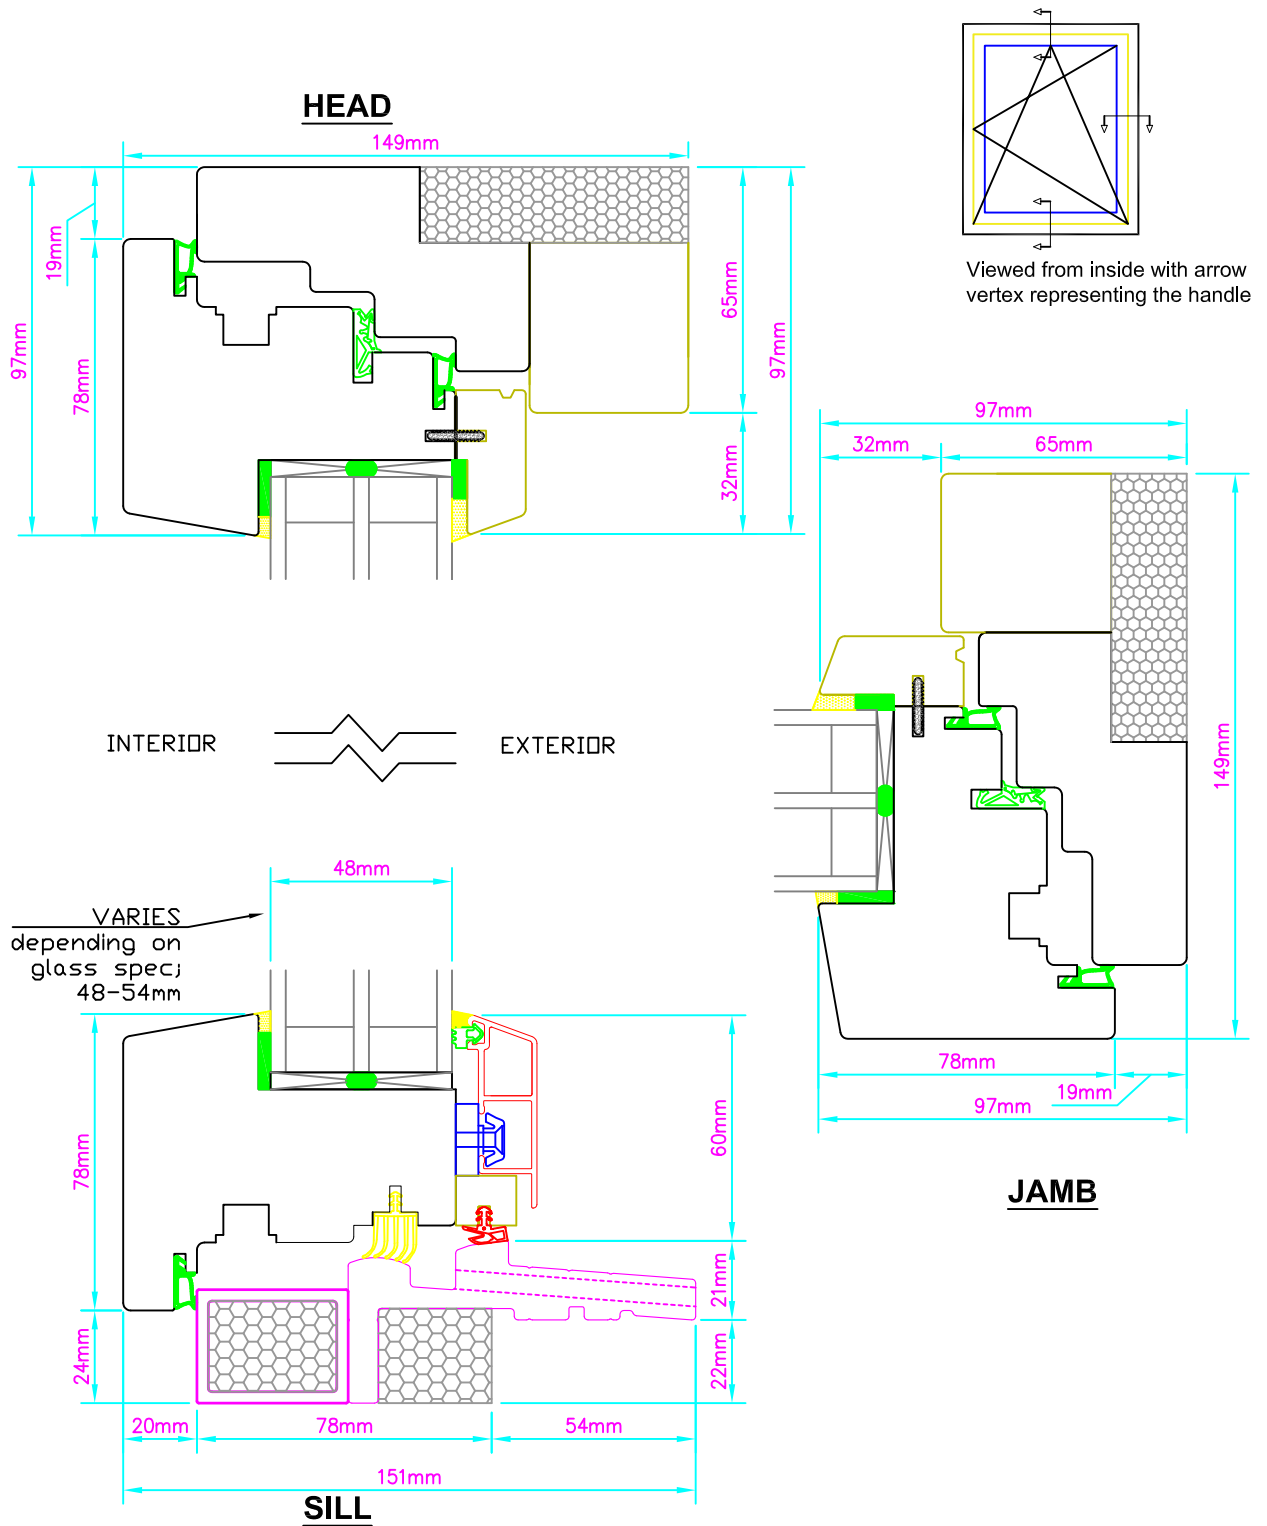 HEAD
149mm
19mm
97mm
78mm
65mm
97mm
32mm
Viewed from inside with arrow
vertex representing the handle
97mm
32mm
65mm
149mm
78mm
19mm
97mm
JAMB
INTERIOR
EXTERIOR
48mm
VARIES
depending on
glass spec;
48-54mm
78mm
60mm
21mm
24mm
22mm
20mm
78mm
54mm
151mm
SILL